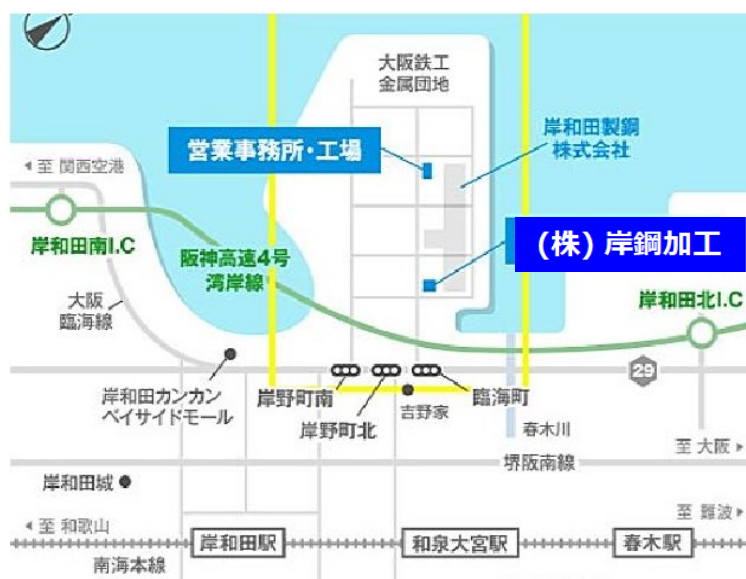 大阪鉄工
金属団地
営業事務所・工場
岸和田製鋼
株式会社
至 関西空港
(株) 岸鋼加工
岸和田南I.C
阪神高速4号
湾岸線
大阪
臨海線
岸和田北I.C
29
岸和田カンカン
ベイサイドモール
岸野町南
岸野町北
吉野家
臨海町
春木川
至 大阪
堺阪南線
岸和田城
至 難波
至 和歌山
岸和田駅
和泉大宮駅
春木駅
南海本線